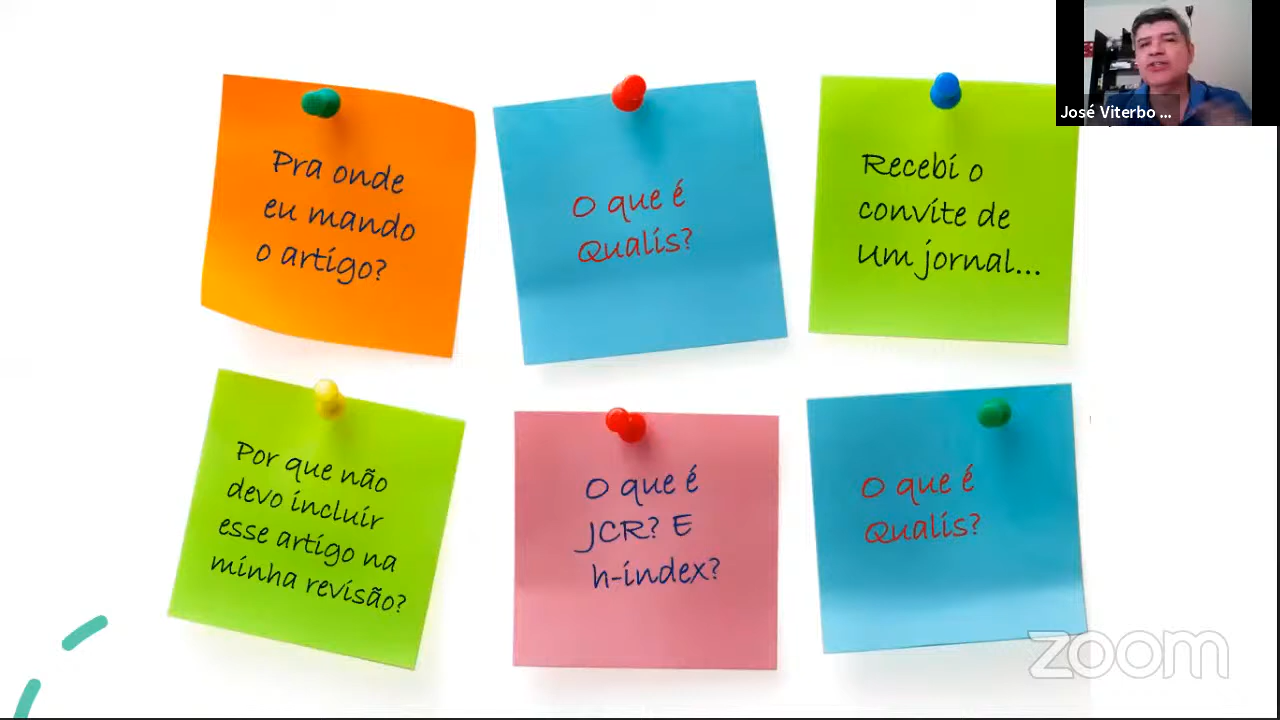 Pra onde
eu mando
o artigo?
O que é
Qualis?
Recebi o
convite de
Um jornal...
José Viterbo ...
Por que não
devo incluir
esse artigo na
minha revisão?
O que é
JCR? E
h-index?
O que é
Qualis?
zoom